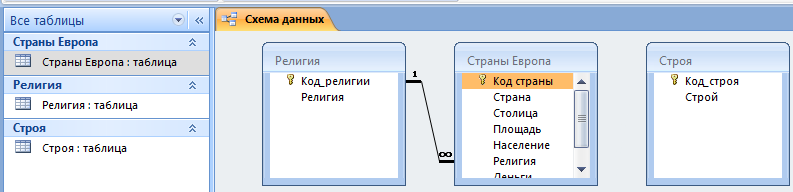 Все таблицы
Страны Европа
Страны Европа : таблица
Религия
Религия : таблица
Строя
Строя : таблица
Схема данных
Религия
Код_религии
Религия
1
∞
Страны Европа
Код страны
Страна
Столица
Площадь
Население
Религия
Деньги
Строя
Код_строя
Строй